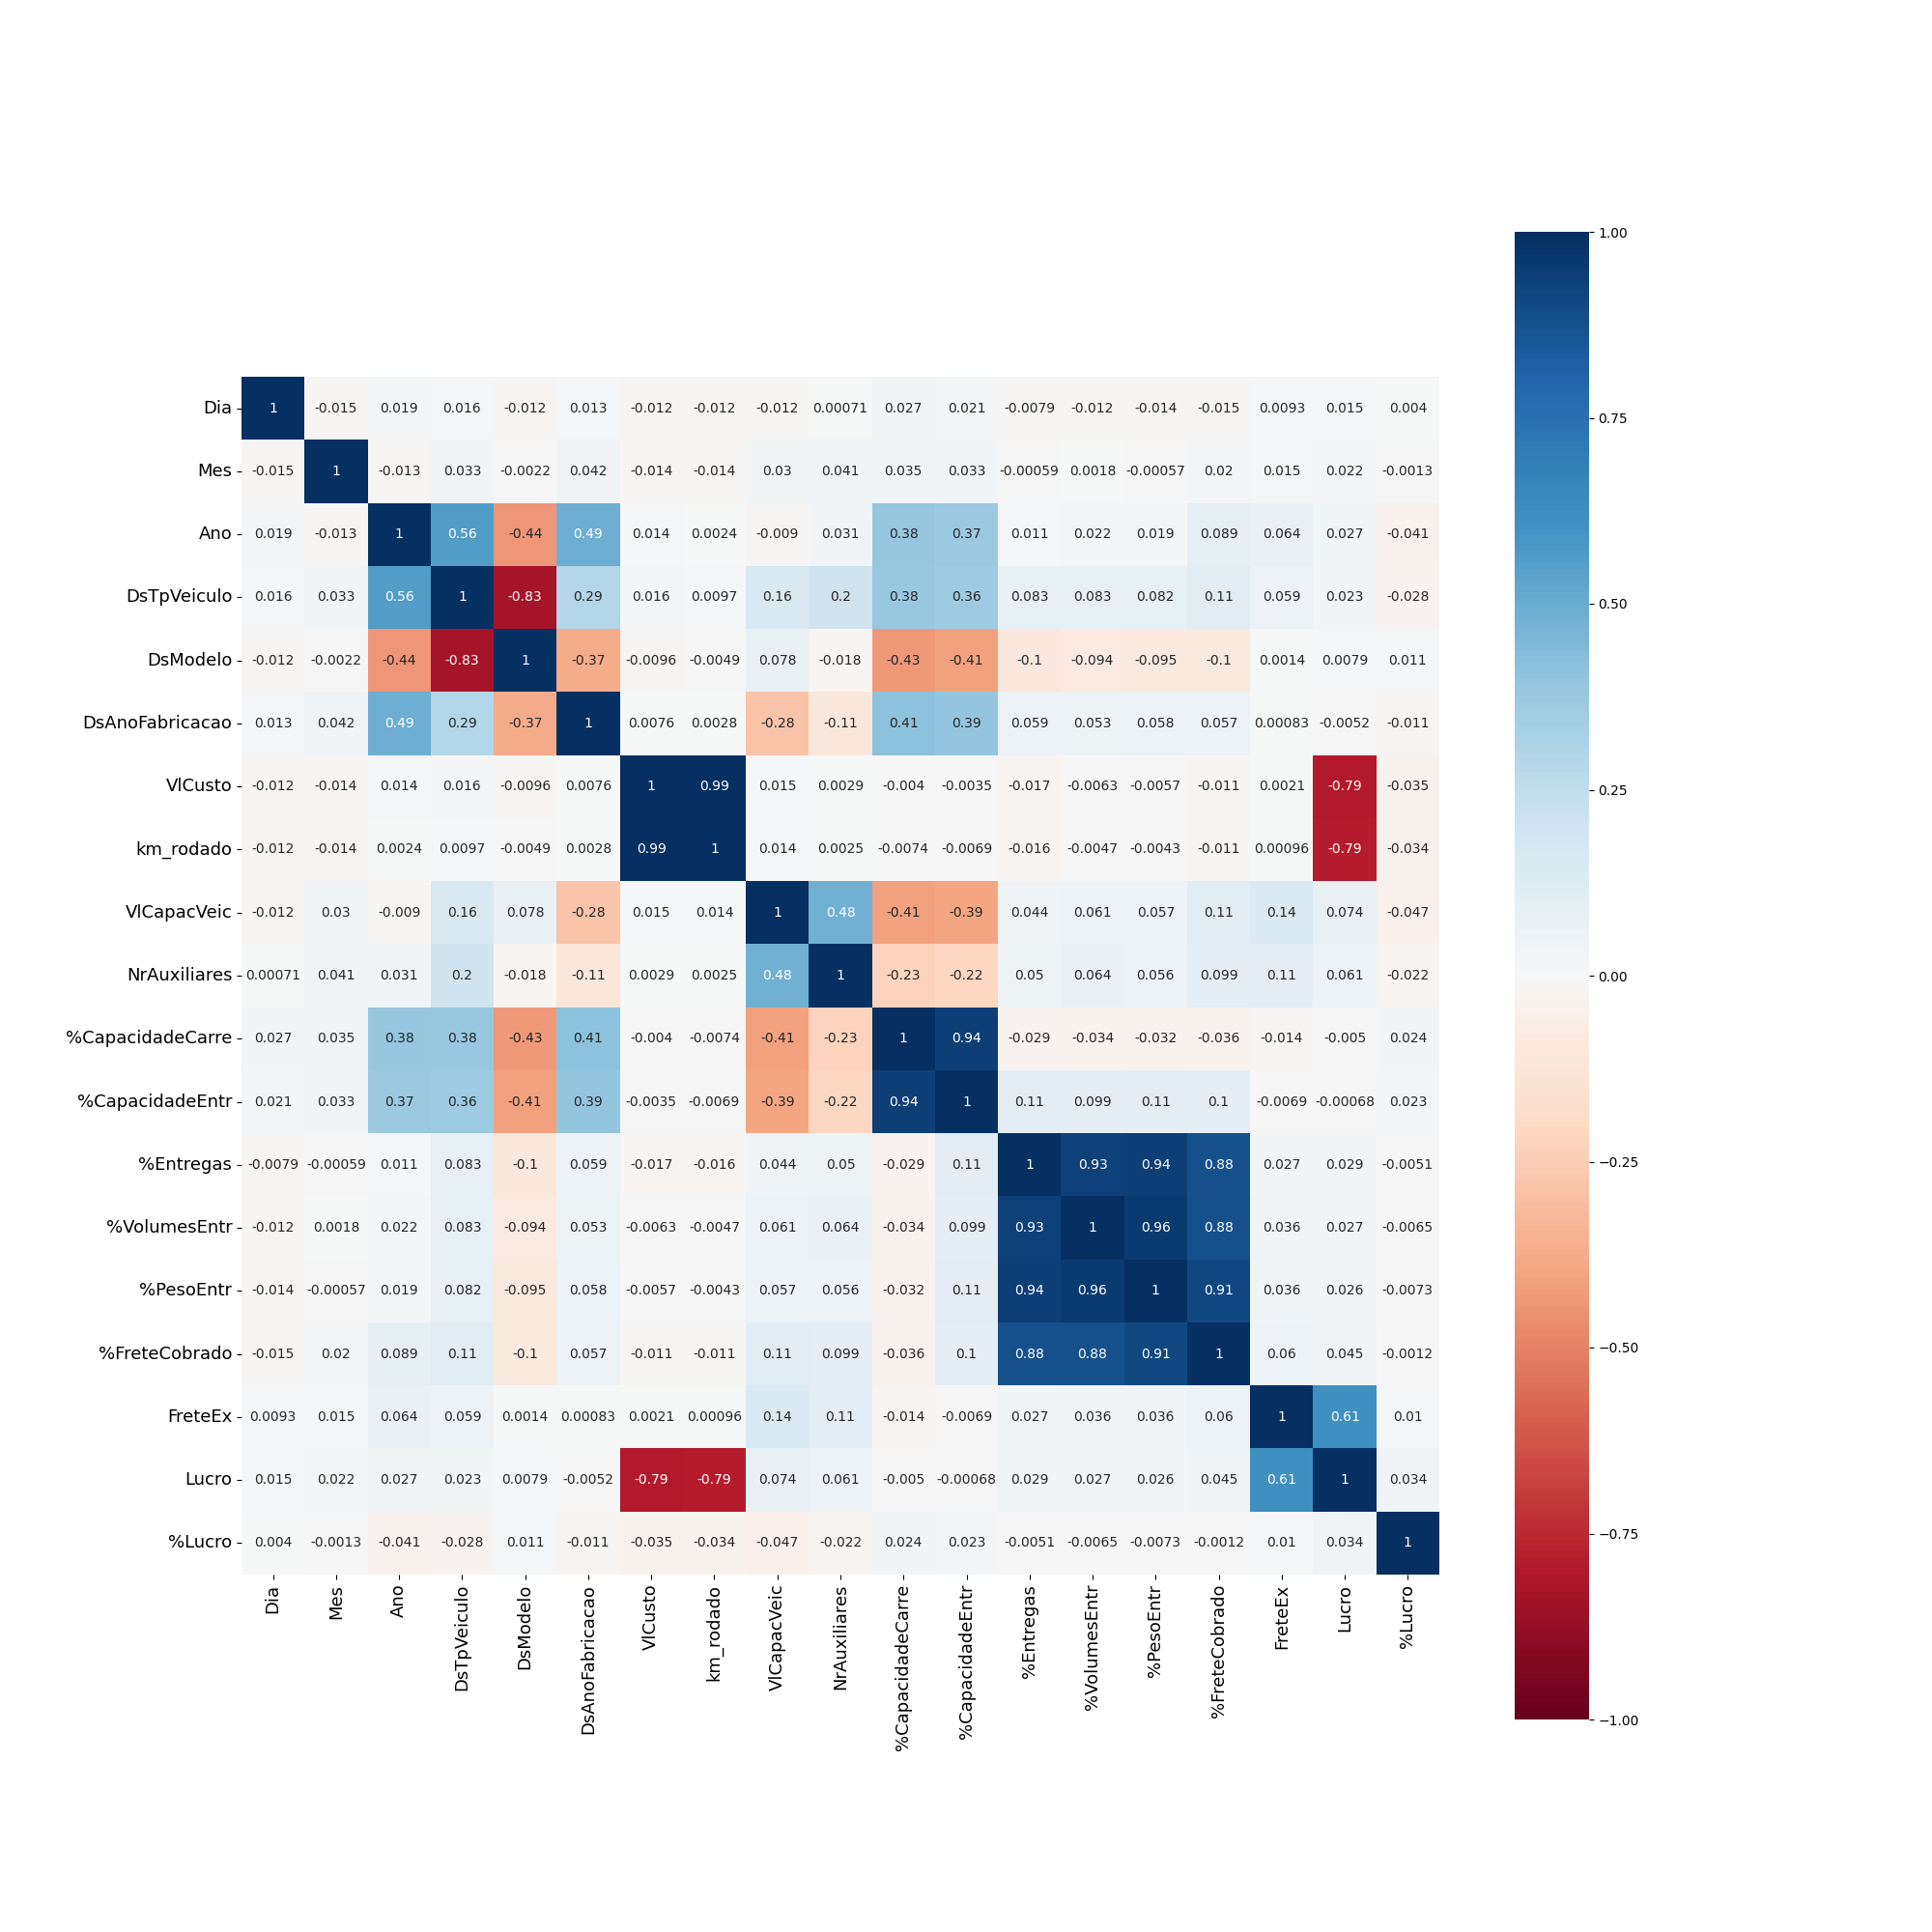 1.00
Dia 1 -0.015 0.019 0.016 -0.012 0.013 -0.012 -0.012 -0.012 0.00071 0.027 0.021 -0.0079 -0.012 -0.014 -0.015 0.0093 0.015 0.004
0.75
Mes -0.015 1 -0.013 0.033 -0.0022 0.042 -0.014 -0.014 0.03 0.041 0.035 0.033 -0.00059 0.0018 -0.00057 0.02 0.015 0.022 -0.0013
Ano 0.019 -0.013 1 0.56 -0.44 0.49 0.014 0.0024 -0.009 0.031 0.38 0.37 0.011 0.022 0.019 0.089 0.064 0.027 -0.041
DsTpVeiculo 0.016 0.033 0.56 1 -0.83 0.29 0.016 0.0097 0.16 0.2 0.38 0.36 0.083 0.083 0.082 0.11 0.059 0.023 -0.028
0.50
DsModelo -0.012 -0.0022 -0.44 -0.83 1 -0.37 -0.0096 -0.0049 0.078 -0.018 -0.43 -0.41 -0.1 -0.094 -0.095 -0.1 0.0014 0.0079 0.011
DsAnoFabricacao 0.013 0.042 0.49 0.29 -0.37 1 0.0076 0.0028 -0.28 -0.11 0.41 0.39 0.059 0.053 0.058 0.057 0.00083 -0.0052 -0.011
VlCusto -0.012 -0.014 0.014 0.016 -0.0096 0.0076 1 0.99 0.015 0.0029 -0.004 -0.0035 -0.017 -0.0063 -0.0057 -0.011 0.0021 -0.79 -0.035
0.25
km_rodado -0.012 -0.014 0.0024 0.0097 -0.0049 0.0028 0.99 1 0.014 0.0025 -0.0074 -0.0069 -0.016 -0.0047 -0.0043 -0.011 0.00096 -0.79 -0.034
VlCapacVeic -0.012 0.03 -0.009 0.16 0.078 -0.28 0.015 0.014 1 0.48 -0.41 -0.39 0.044 0.061 0.057 0.11 0.14 0.074 -0.047
NrAuxiliares 0.00071 0.041 0.031 0.2 -0.018 -0.11 0.0029 0.0025 0.48 1 -0.23 -0.22 0.05 0.064 0.056 0.099 0.11 0.061 -0.022
0.00
%CapacidadeCarre 0.027 0.035 0.38 0.38 -0.43 0.41 -0.004 -0.0074 -0.41 -0.23 1 0.94 -0.029 -0.034 -0.032 -0.036 -0.014 -0.005 0.024
%CapacidadeEntr 0.021 0.033 0.37 0.36 -0.41 0.39 -0.0035 -0.0069 -0.39 -0.22 0.94 1 0.11 0.099 0.11 0.1 -0.0069 -0.00068 0.023
%Entregas -0.0079 -0.00059 0.011 0.083 -0.1 0.059 -0.017 -0.016 0.044 0.05 -0.029 0.11 1 0.93 0.94 0.88 0.027 0.029 -0.0051
−0.25
%VolumesEntr -0.012 0.0018 0.022 0.083 -0.094 0.053 -0.0063 -0.0047 0.061 0.064 -0.034 0.099 0.93 1 0.96 0.88 0.036 0.027 -0.0065
%PesoEntr -0.014 -0.00057 0.019 0.082 -0.095 0.058 -0.0057 -0.0043 0.057 0.056 -0.032 0.11 0.94 0.96 1 0.91 0.036 0.026 -0.0073
%FreteCobrado -0.015 0.02 0.089 0.11 -0.1 0.057 -0.011 -0.011 0.11 0.099 -0.036 0.1 0.88 0.88 0.91 1 0.06 0.045 -0.0012
−0.50
FreteEx 0.0093 0.015 0.064 0.059 0.0014 0.00083 0.0021 0.00096 0.14 0.11 -0.014 -0.0069 0.027 0.036 0.036 0.06 1 0.61 0.01
Lucro 0.015 0.022 0.027 0.023 0.0079 -0.0052 -0.79 -0.79 0.074 0.061 -0.005 -0.00068 0.029 0.027 0.026 0.045 0.61 1 0.034
−0.75
%Lucro 0.004 -0.0013 -0.041 -0.028 0.011 -0.011 -0.035 -0.034 -0.047 -0.022 0.024 0.023 -0.0051 -0.0065 -0.0073 -0.0012 0.01 0.034 1
−1.00
Dia
Mes
Ano
DsTpVeiculo
DsModelo
DsAnoFabricacao
VlCusto
km_rodado
VlCapacVeic
NrAuxiliares
%CapacidadeCarre
%CapacidadeEntr
%Entregas
%VolumesEntr
%PesoEntr
%FreteCobrado
FreteEx
Lucro
%Lucro